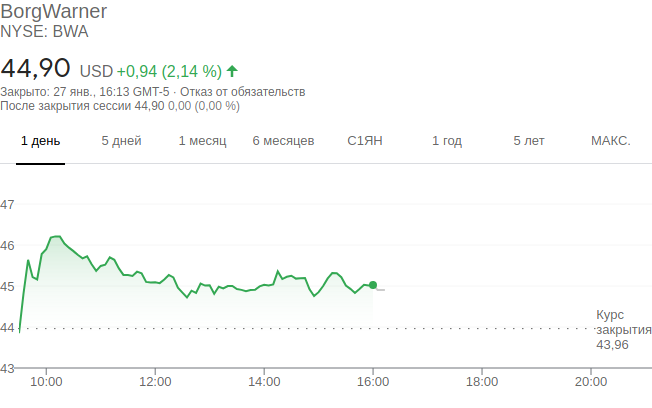 BorgWarner
NYSE: BWA
44,90 USD +0,94 (2,14 %)
Закрыто: 27 янв., 16:13 GMT-5 · Отказ от обязательств
После закрытия сессии 44,90 0,00 (0,00 %)
1 день 5 дней 1 месяц 6 месяцев С1ЯН 1 год 5 лет МАКС.
47
46
45
44
Курс
закрытия
43,96
43
10:00 12:00 14:00 16:00 18:00 20:00